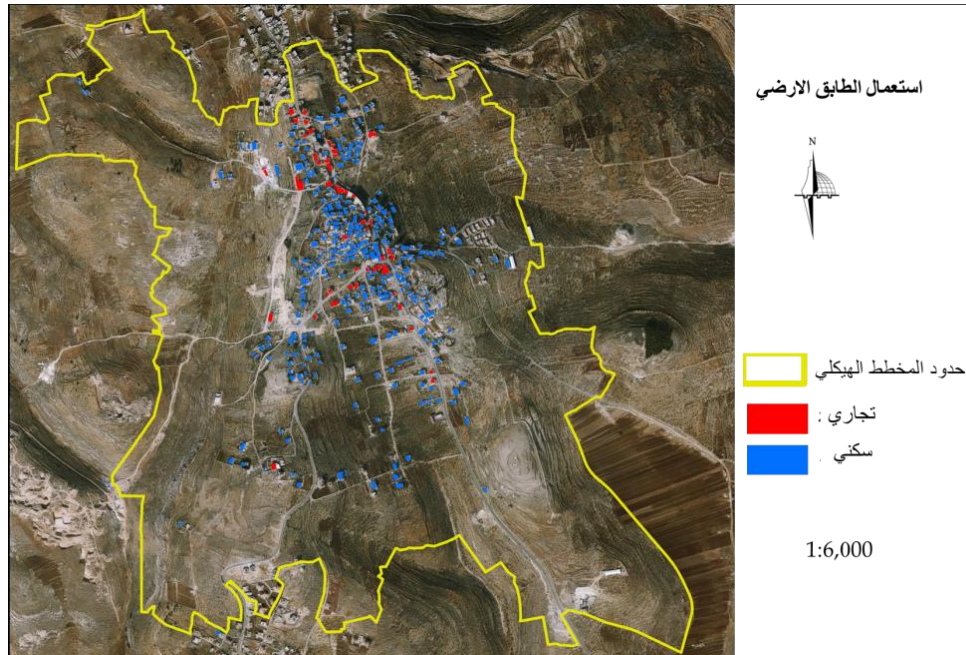 استعمال الطابق الارضي
N
حدود المخطط الهيكلي
تجاري :
سكني .
1:6,000